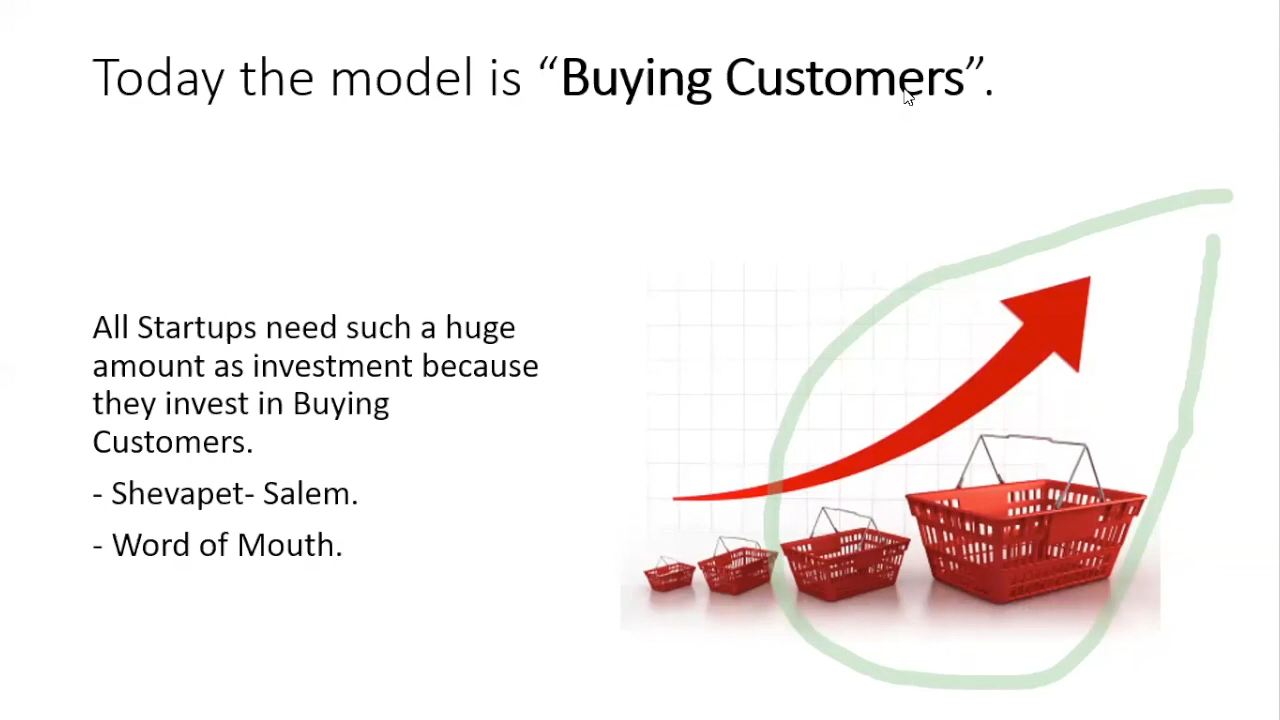 Today the model is “Buying Customers”.
All Startups need such a huge
amount as investment because
they invest in Buying
Customers.
- Shevapet- Salem.
- Word of Mouth.